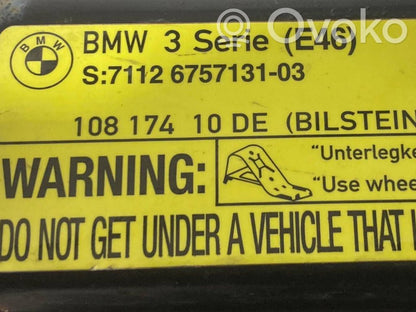 Ovoko
BMW
BMW 3 Serie (E46)
S:7112 6757131-03
108 174 10 DE (BILSTEIN
WARNING:
"Unterlegke
"Use whee
DO NOT GET UNDER A VEHICLE THAT I